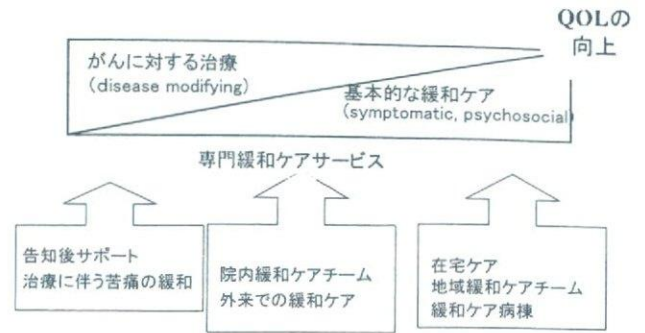 QOLの
向上
がんに対する治療
(disease modifying)
基本的な緩和ケア
(symptomatic, psychosocial)
専門緩和ケアサービス
告知後サポート
治療に伴う苦痛の緩和
院内緩和ケアチーム
外来での緩和ケア
在宅ケア
地域緩和ケアチーム
緩和ケア病棟